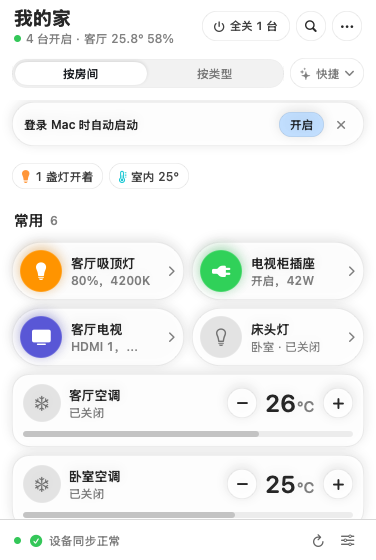 我的家
4 台开启 · 客厅 25.8° 58%
全关 1 台
按房间
按类型
快捷
登录 Mac 时自动启动
开启
1 盏灯开着
室内 25°
常用 6
客厅吸顶灯
80%，4200K
电视柜插座
开启，42W
客厅电视
HDMI 1，…
床头灯
卧室 · 已关闭
客厅空调
已关闭
26°C
卧室空调
已关闭
25°C
设备同步正常